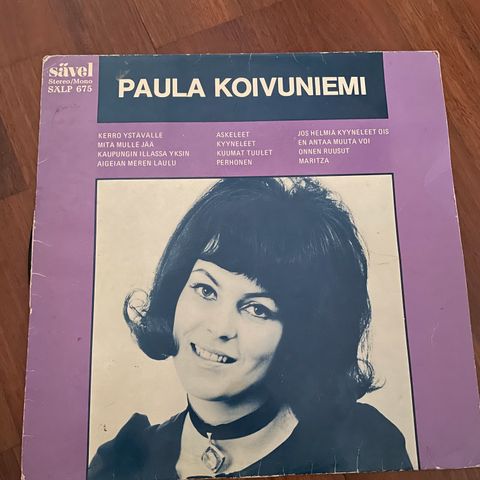 sävel
Stereo/Mono
SÄLP 675
PAULA KOIVUNIEMI
KERRO YSTÄVÄLLE
MITÄ MULLE JÄÄ
KAUPUNGIN ILLASSA YKSIN
AIGEIAN MEREN LAULU
ASKELEET
KYYNELEET
KUUMAT TUULET
PERHONEN
JOS HELMIÄ KYYNELEET OIS
EN ANTAA MUUTA VOI
ONNEN RUUSUT
MARITZA